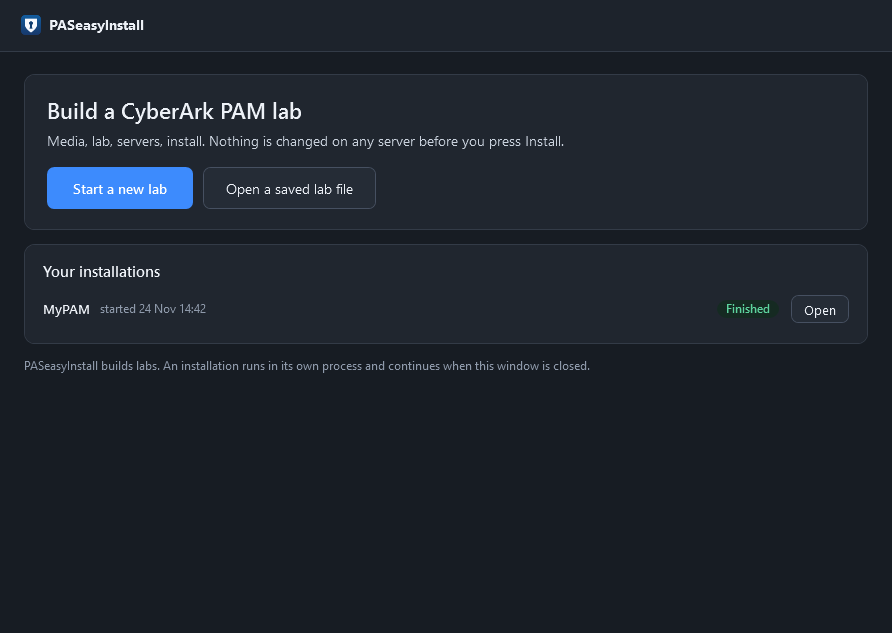 PASeasyInstall
Build a CyberArk PAM lab
Media, lab, servers, install. Nothing is changed on any server before you press Install.
Start a new lab
Open a saved lab file
Your installations
MyPAM started 24 Nov 14:42
Finished
Open
PASeasyInstall builds labs. An installation runs in its own process and continues when this window is closed.